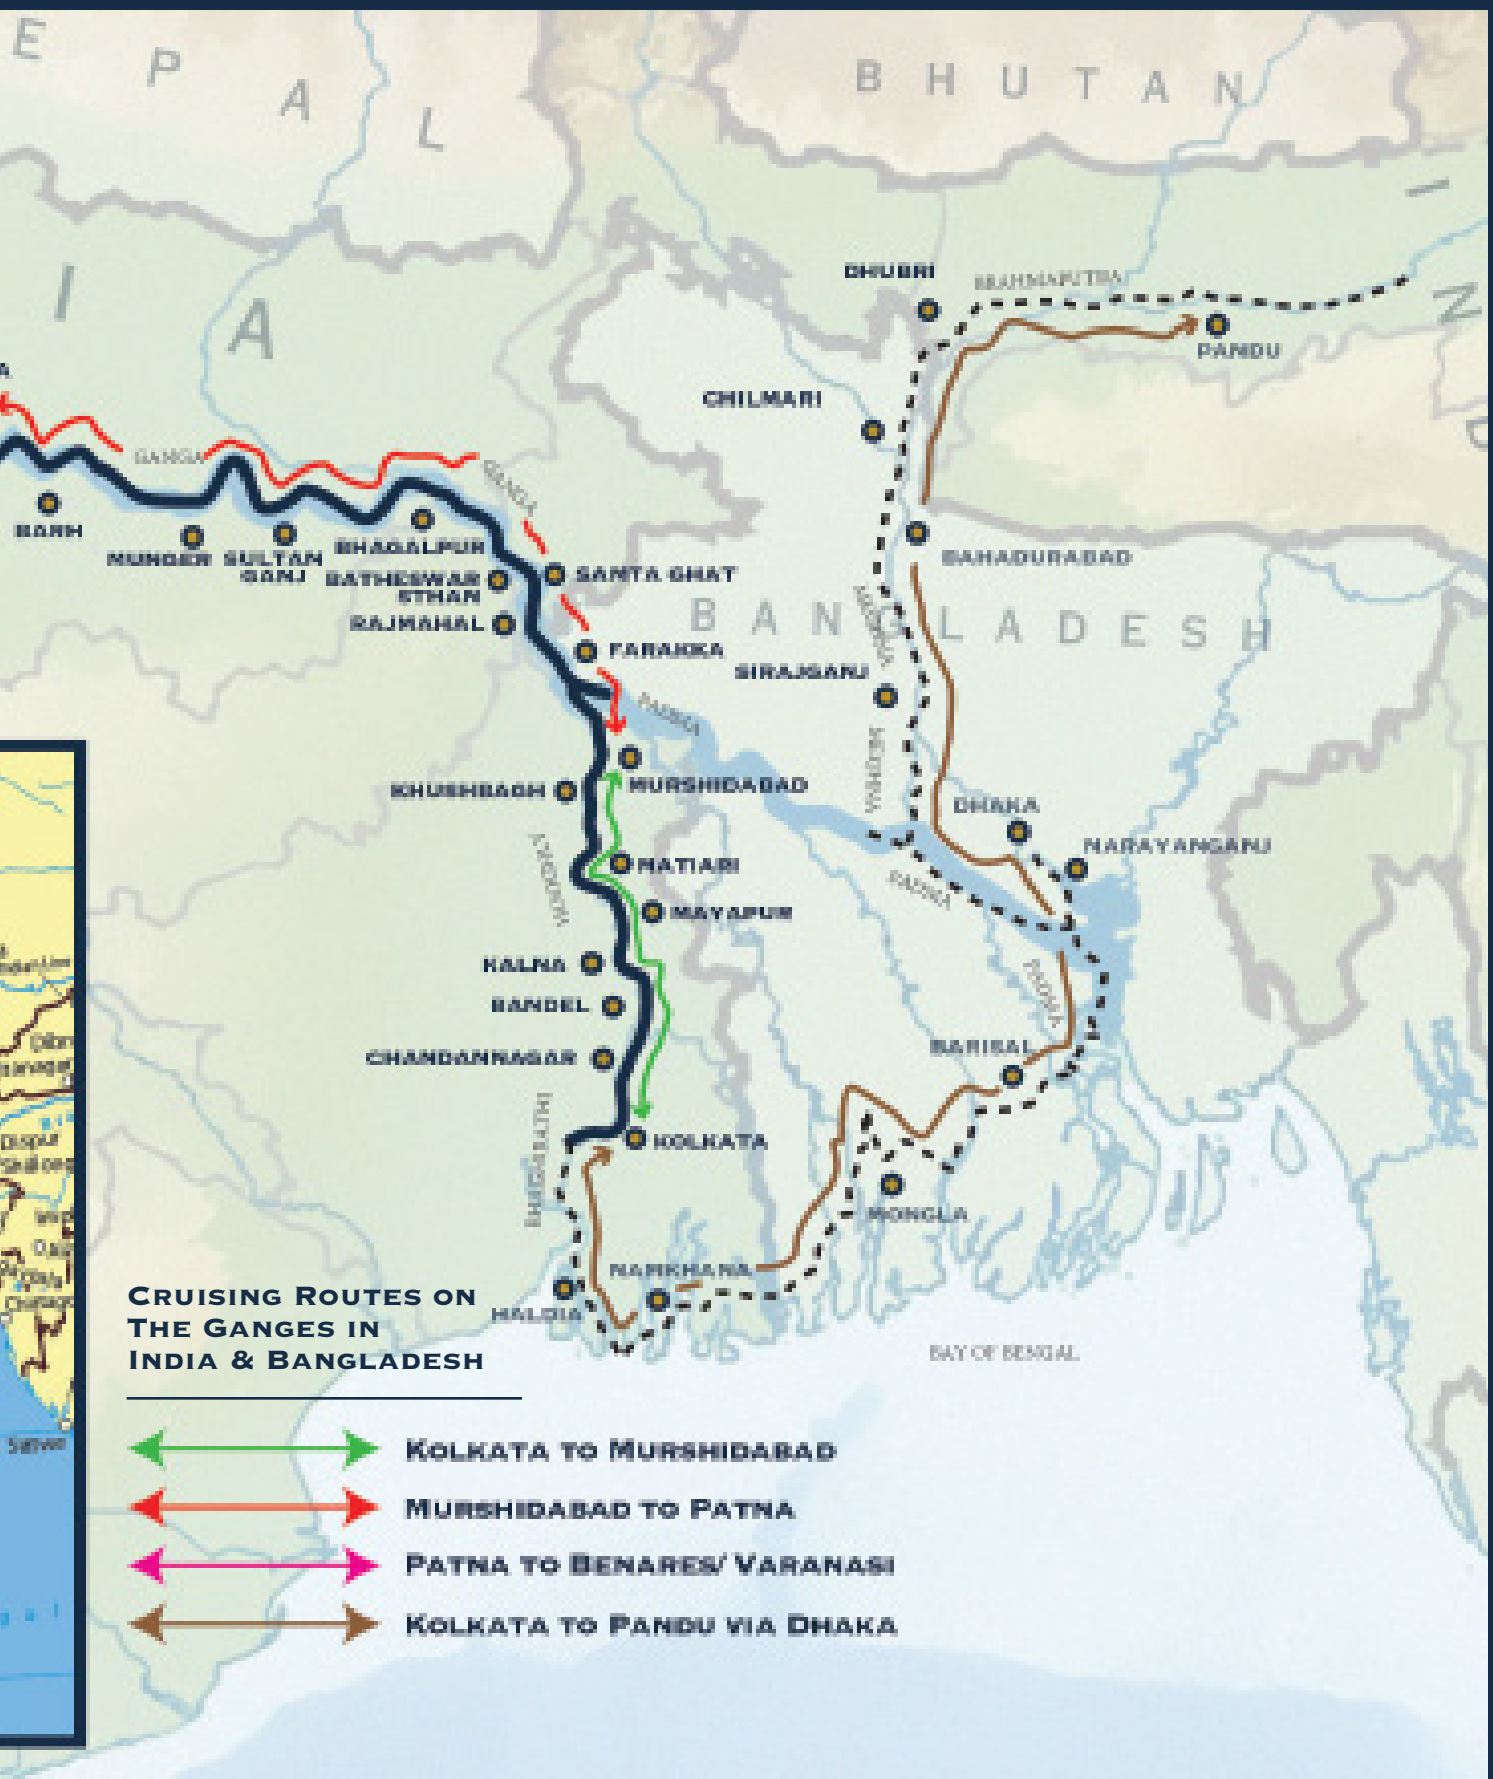 E P A L
BHUTAN
I
I A
N
D
DHUBRI
BRAHMAPUTRA
PANDU
CHILMARI
A
GANGA
GANGA
BARH
MUNGER
SULTAN
GANJ
BHAGALPUR
BATHESWAR
STHAN
RAJMAHAL
SAMTA GHAT
FARAKKA
BAHADURABAD
BANGLADESH
SIRAJGANJ
PADMA
KHUSHBAGH
MURSHIDABAD
DHAKA
NARAYANGANJ
MATIARI
MAYAPUR
PADMA
KALNA
BANDEL
PADMA
CHANDANNAGAR
BARISAL
BHAGIRATHI
KOLKATA
MONGLA
NAMKHANA
HALDIA
BAY OF BENGAL
Dispur
CRUISING ROUTES ON
THE GANGES IN
INDIA & BANGLADESH
KOLKATA TO MURSHIDABAD
MURSHIDABAD TO PATNA
PATNA TO BENARES/ VARANASI
KOLKATA TO PANDU VIA DHAKA